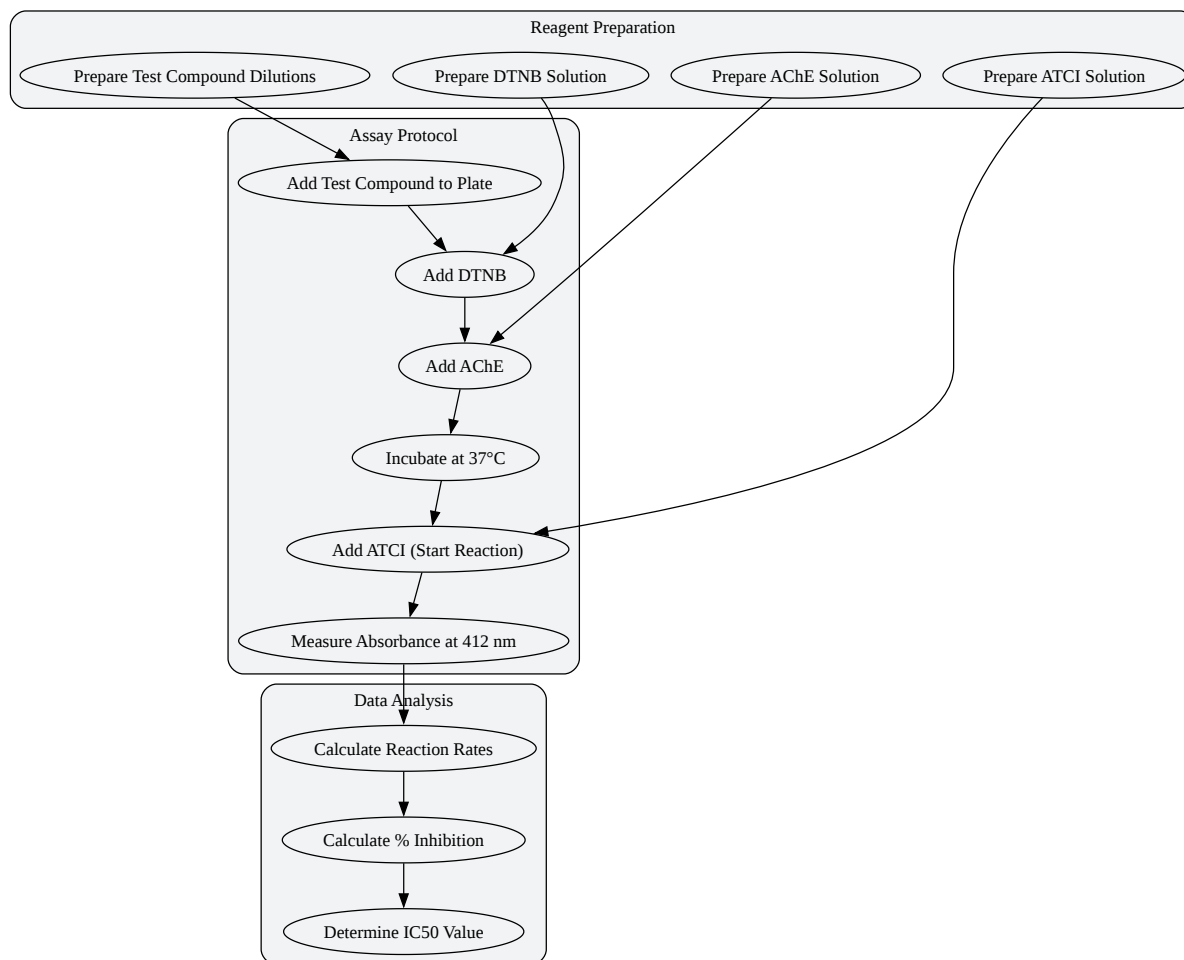 Reagent Preparation
Prepare Test Compound Dilutions
Prepare DTNB Solution
Prepare AChE Solution
Prepare ATCI Solution
Assay Protocol
Add Test Compound to Plate
Add DTNB
Add AChE
Incubate at 37°C
Add ATCI (Start Reaction)
Measure Absorbance at 412 nm
Data Analysis
Calculate Reaction Rates
Calculate % Inhibition
Determine IC50 Value